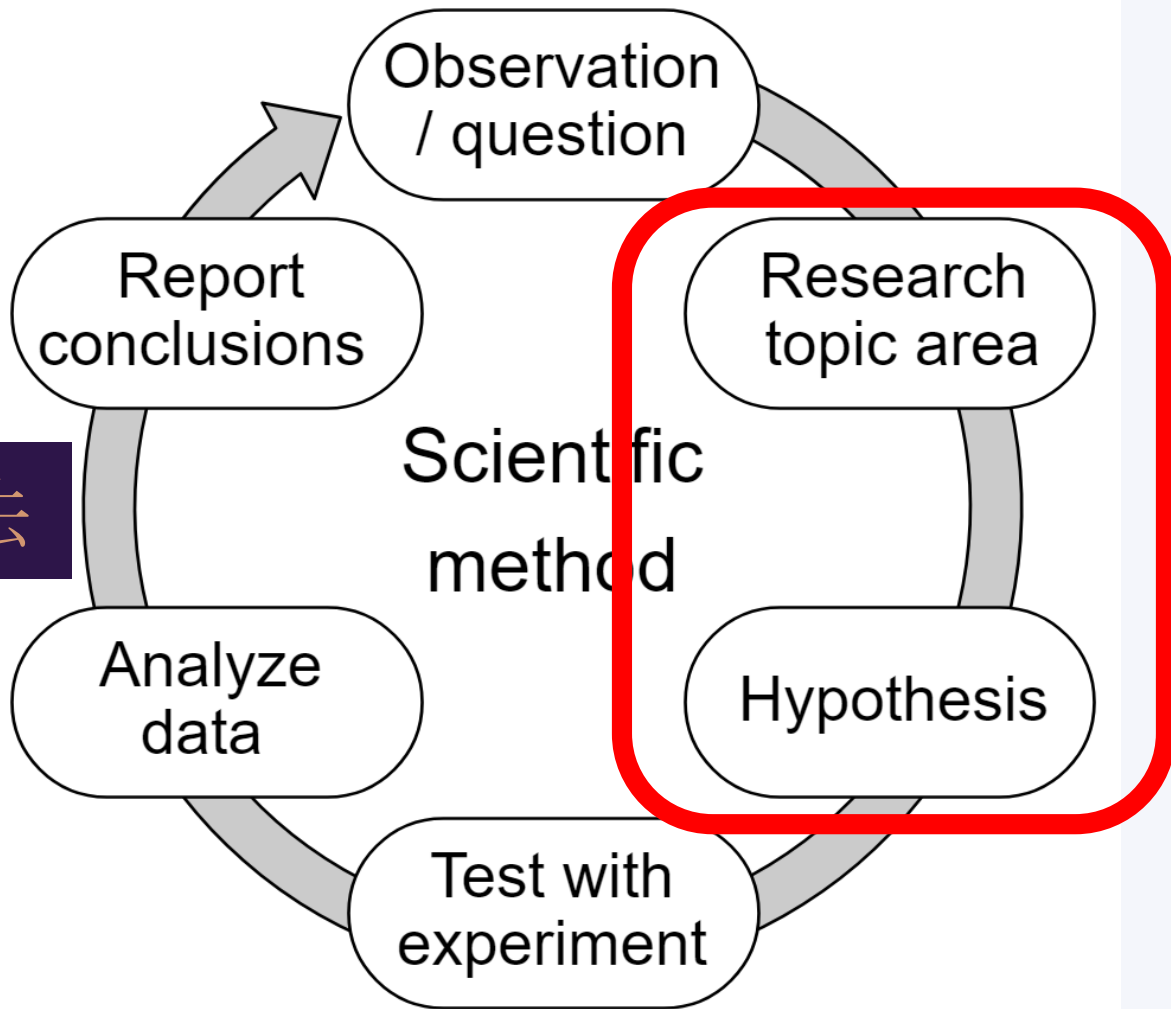 Observation
/ question
Research
topic area
Hypothesis
Test with
experiment
Analyze
data
Report
conclusions
Scientific
method